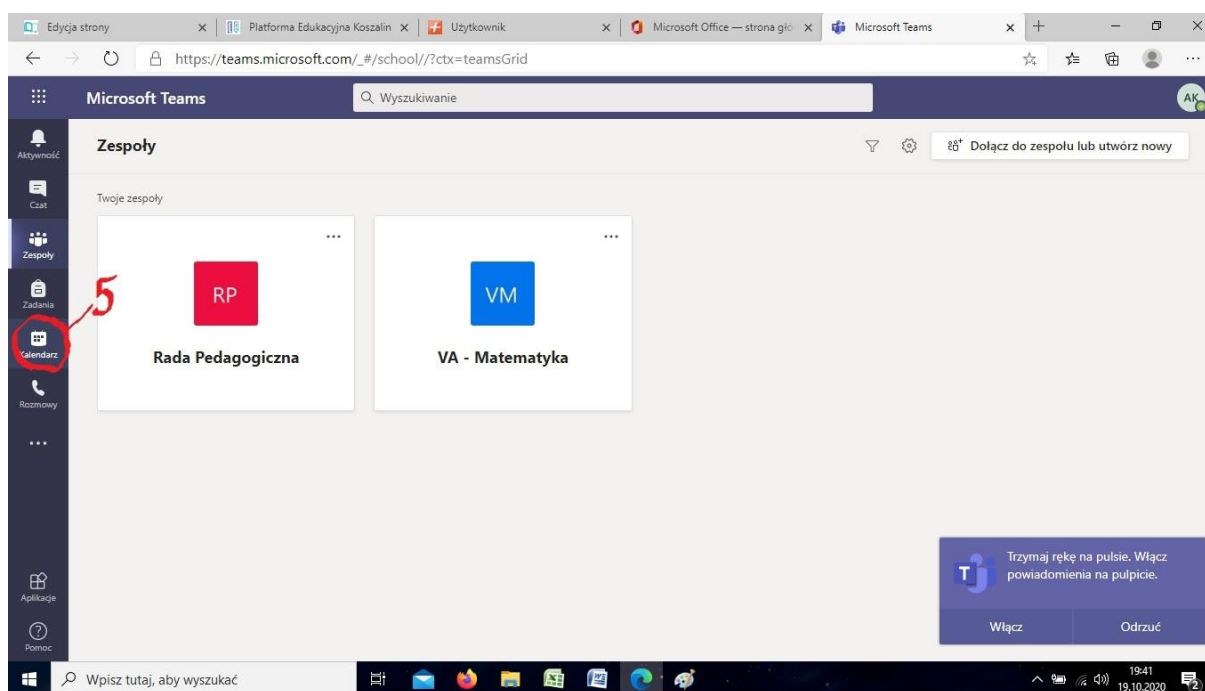 Edycja strony
Platforma Edukacyjna Koszalin
Użytkownik
Microsoft Office — strona głó
Microsoft Teams
https://teams.microsoft.com/_#/school//?ctx=teamsGrid
Microsoft Teams
Wyszukiwanie
AK
Aktywność
Czat
Zespoły
Zadania
Kalendarz
Rozmowy
Aplikacje
Pomoc
5
Zespoły
Dołącz do zespołu lub utwórz nowy
Twoje zespoły
RP
Rada Pedagogiczna
VM
VA - Matematyka
T
Trzymaj rękę na pulsie. Włącz
powiadomienia na pulpicie.
Włącz Odrzuć
Wpisz tutaj, aby wyszukać
19:41
19.10.2020
2